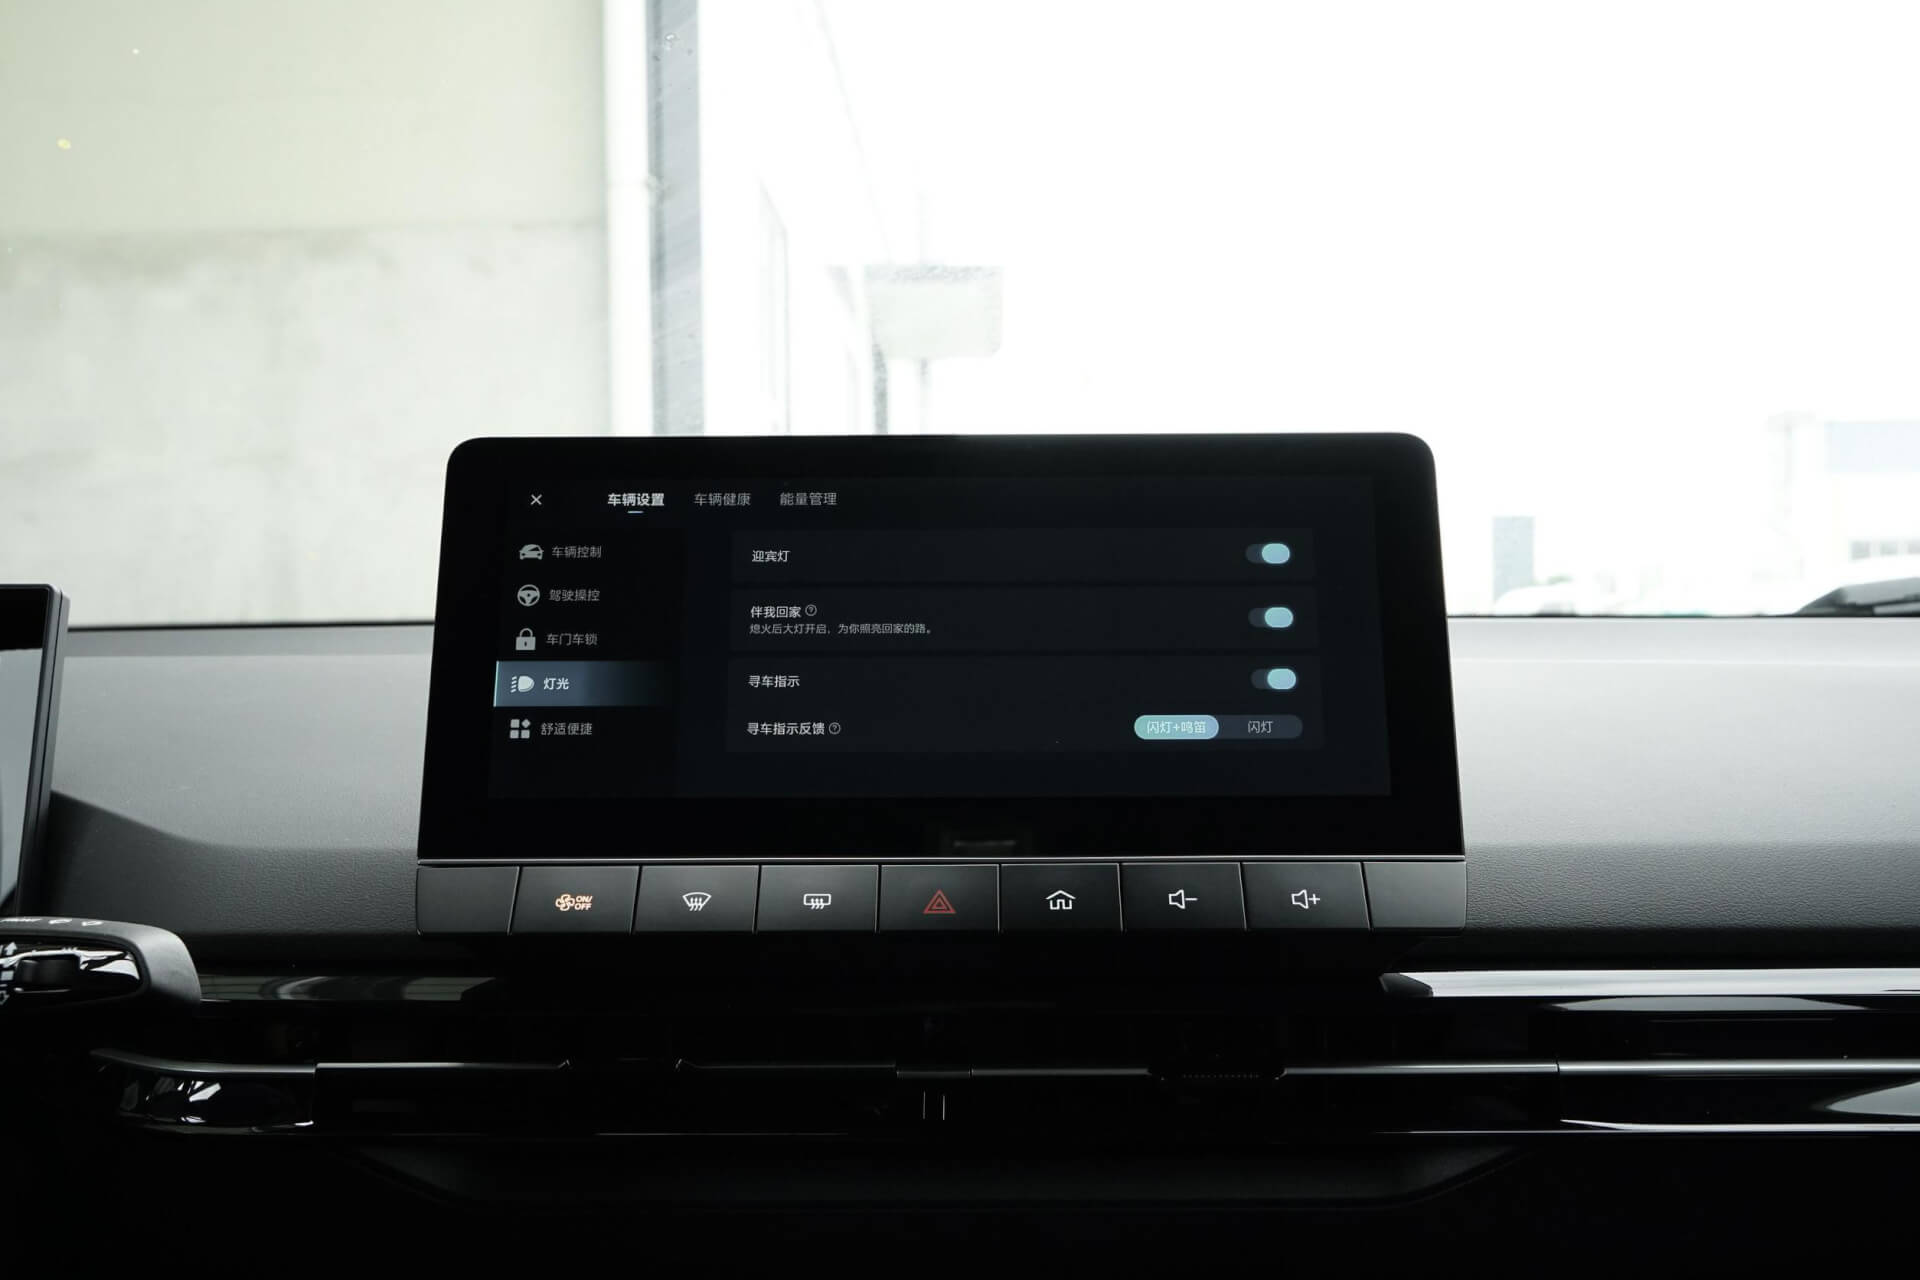 车辆设置 车辆健康 能量管理
车辆控制
驾驶操控
车门车锁
灯光
舒适便捷
迎宾灯
伴我回家
熄火后大灯开启，为你照亮回家的路。
寻车指示
寻车指示反馈 闪灯+鸣笛 闪灯
ON/OFF